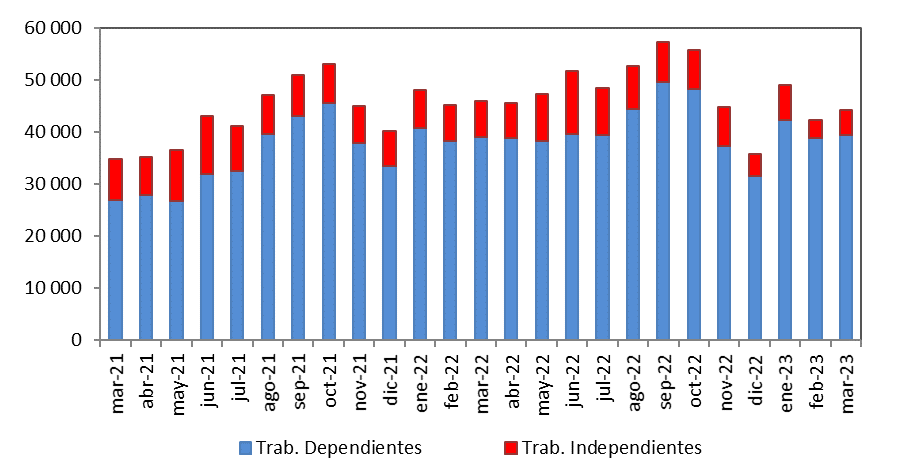 60 000
50 000
40 000
30 000
20 000
10 000
0
mar-21
abr-21
may-21
jun-21
jul-21
ago-21
sep-21
oct-21
nov-21
dic-21
ene-22
feb-22
mar-22
abr-22
may-22
jun-22
jul-22
ago-22
sep-22
oct-22
nov-22
dic-22
ene-23
feb-23
mar-23
Trab. Dependientes
Trab. Independientes